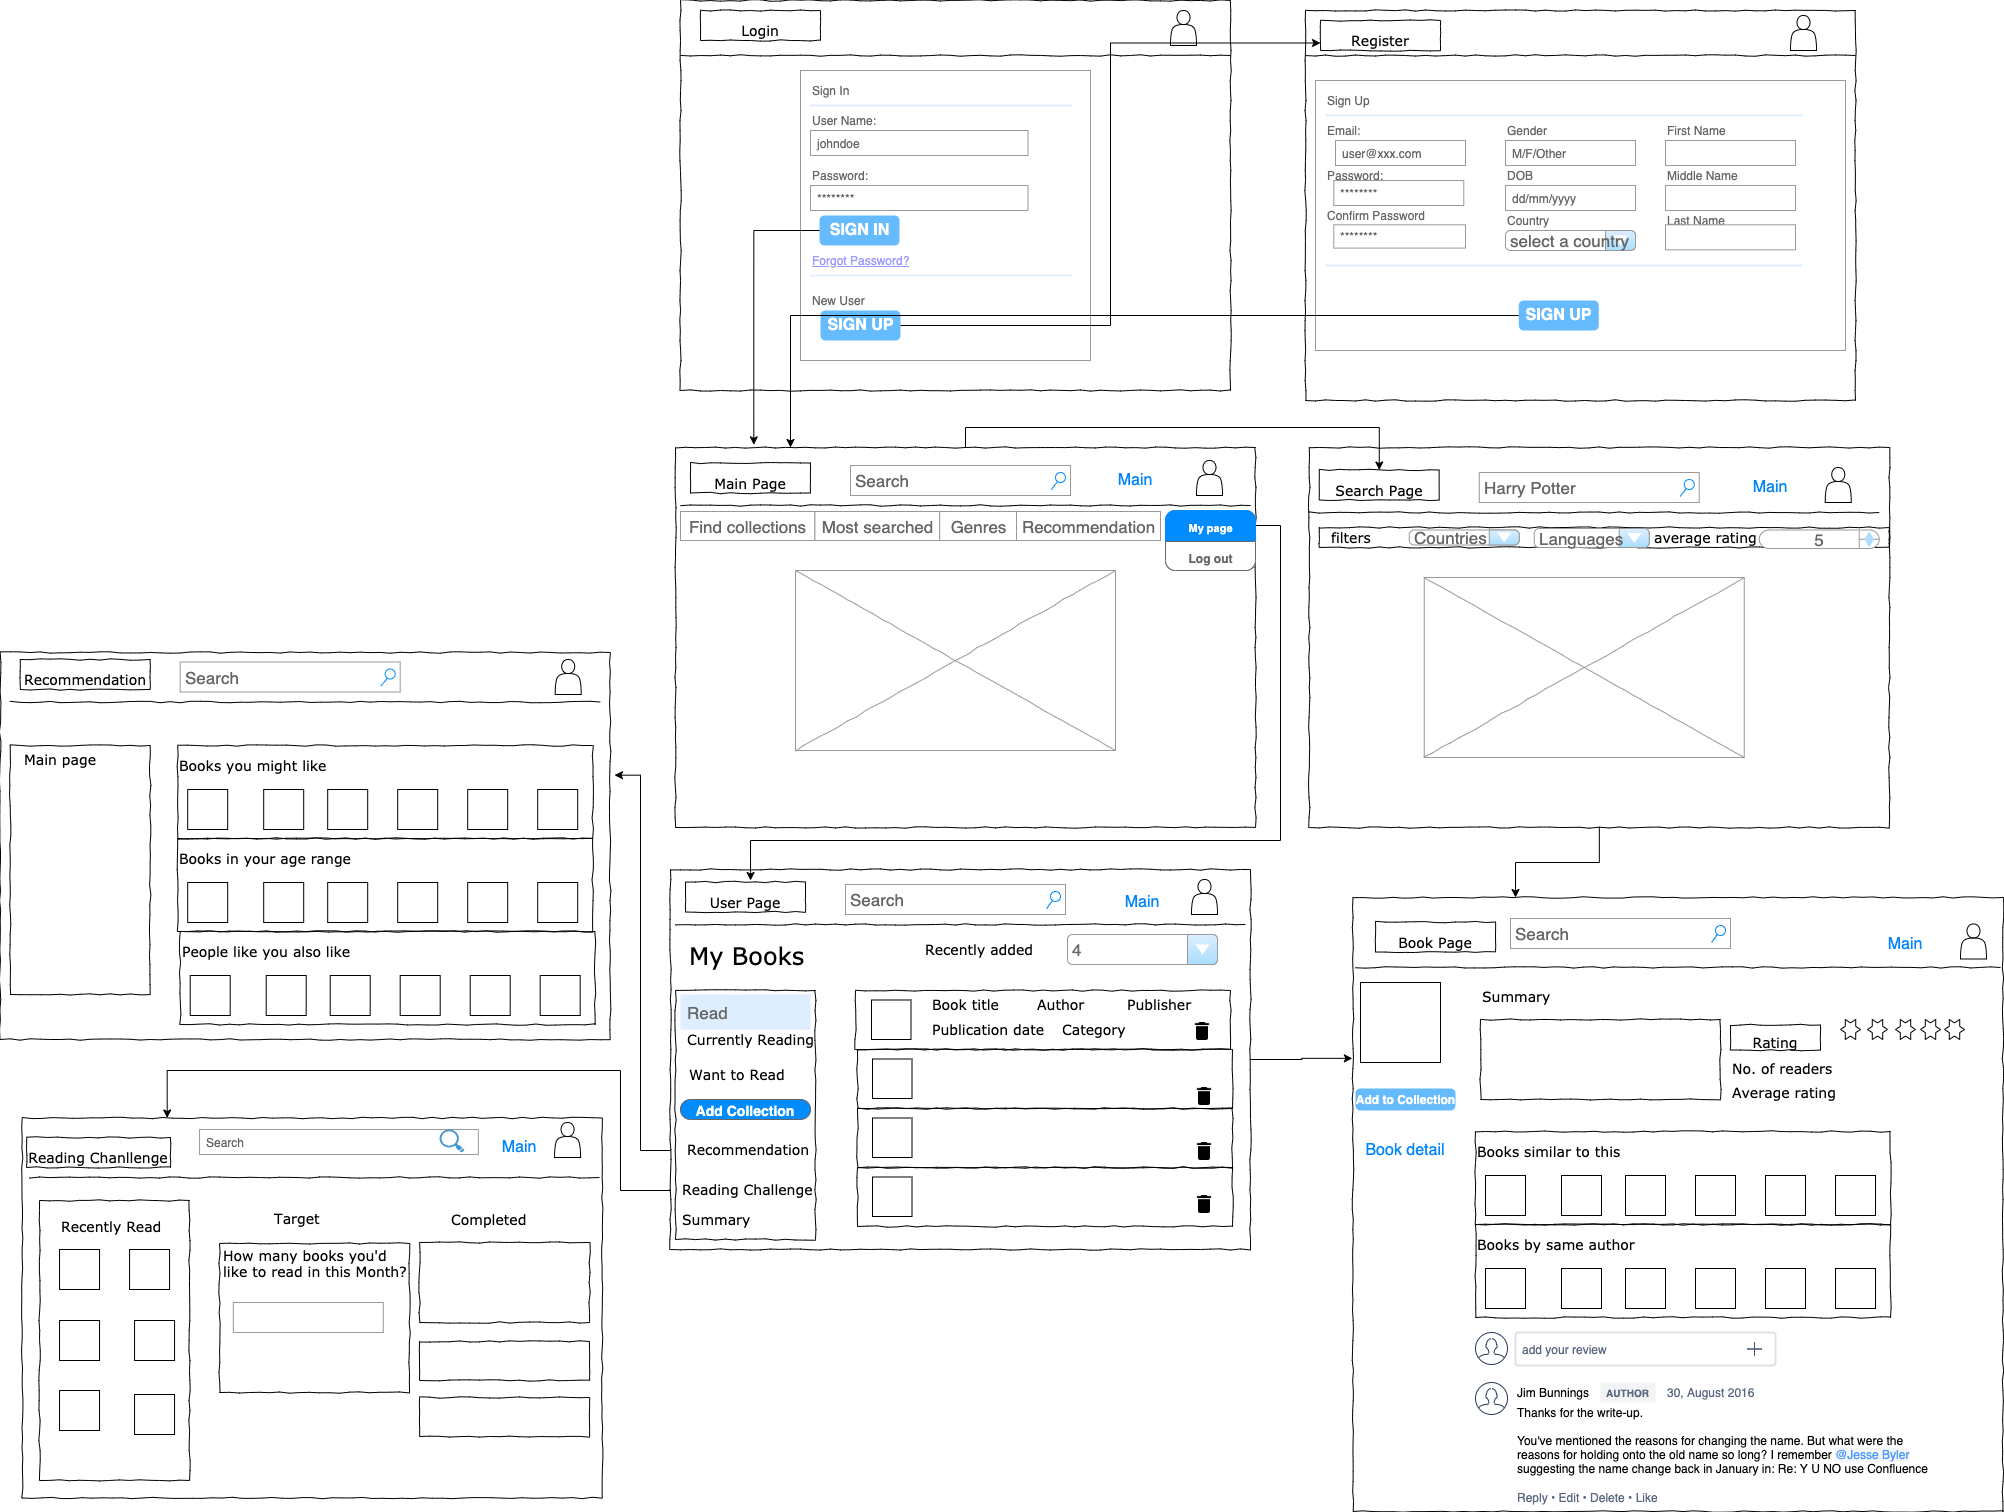 Login
Sign In
User Name:
johndoe
Password:
********
SIGN IN
Forgot Password?
New User
SIGN UP
Register
Sign Up
Email:
user@xxx.com
Password:
********
Confirm Password
********
Gender
M/F/Other
DOB
dd/mm/yyyy
Country
select a country
First Name
Middle Name
Last Name
SIGN UP
Main Page
Search
Main
Find collections
Most searched
Genres
Recommendation
My page
Log out
Search Page
Harry Potter
Main
filters
Countries
Languages
average rating
5
Recommendation
Search
Main page
Books you might like
Books in your age range
People like you also like
User Page
Search
Main
My Books
Recently added
4
Read
Currently Reading
Want to Read
Add Collection
Recommendation
Reading Challenge
Summary
Book title
Author
Publisher
Publication date
Category
Book Page
Search
Main
Summary
Rating
No. of readers
Average rating
Add to Collection
Book detail
Books similar to this
Books by same author
add your review
Jim Bunnings AUTHOR 30, August 2016
Thanks for the write-up.
You've mentioned the reasons for changing the name. But what were the
reasons for holding onto the old name so long? I remember @Jesse Byler
suggesting the name change back in January in: Re: Y U NO use Confluence
Reply • Edit • Delete • Like
Reading Chanllenge
Search
Main
Recently Read
Target
How many books you'd
like to read in this Month?
Completed